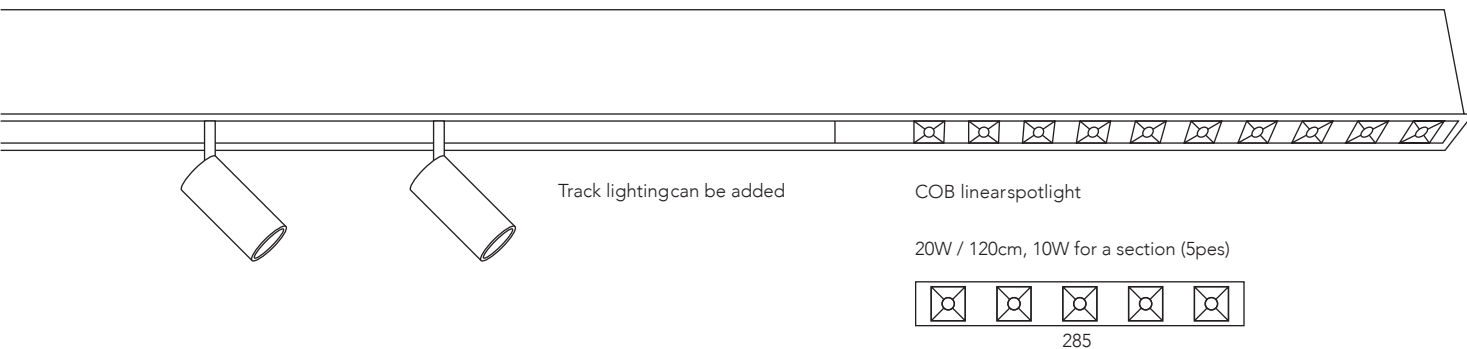 Track lightingcan be added
COB linearspotlight
20W / 120cm, 10W for a section (5pes)
285